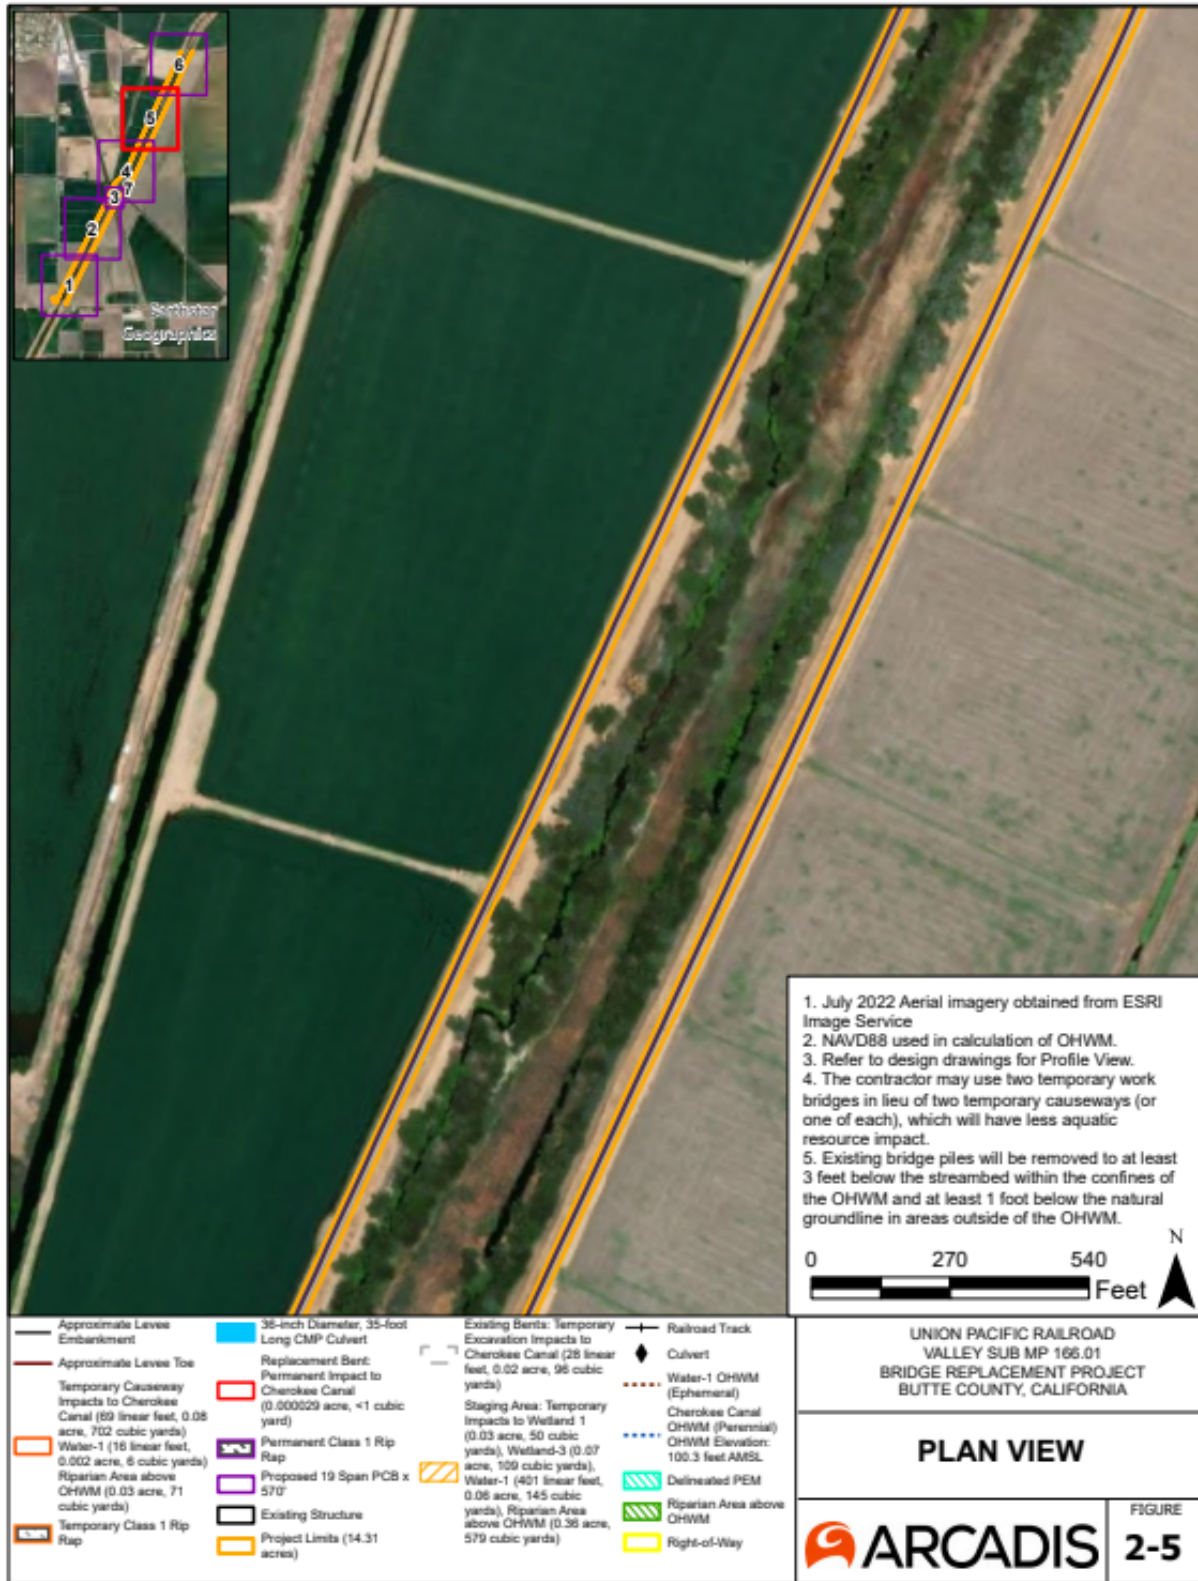 6
5
4
7
3
2
1
Earthstar
Geographics
1. July 2022 Aerial imagery obtained from ESRI
Image Service
2. NAVD88 used in calculation of OHWM.
3. Refer to design drawings for Profile View.
4. The contractor may use two temporary work
bridges in lieu of two temporary causeways (or
one of each), which will have less aquatic
resource impact.
5. Existing bridge piles will be removed to at least
3 feet below the streambed within the confines of
the OHWM and at least 1 foot below the natural
groundline in areas outside of the OHWM.
N
0 270 540
Feet
Approximate Levee
Embankment
Approximate Levee Toe
Temporary Causeway
Impacts to Cherokee
Canal (69 linear feet, 0.08
acre, 702 cubic yards)
Water-1 (16 linear feet,
0.002 acre, 6 cubic yards)
Riparian Area above
OHWM (0.03 acre, 71
cubic yards)
Temporary Class 1 Rip
Rap
36-inch Diameter, 35-foot
Long CMP Culvert
Replacement Bent:
Permanent Impact to
Cherokee Canal
(0.000029 acre, <1 cubic
yard)
Permanent Class 1 Rip
Rap
Proposed 19 Span PCB x
570'
Existing Structure
Project Limits (14.31
acres)
Existing Bents: Temporary
Excavation Impacts to
Cherokee Canal (28 linear
feet, 0.02 acre, 96 cubic
yards)
Staging Area: Temporary
Impacts to Wetland 1
(0.03 acre, 50 cubic
yards), Wetland-3 (0.07
acre, 109 cubic yards),
Water-1 (401 linear feet,
0.06 acre, 145 cubic
yards), Riparian Area
above OHWM (0.36 acre,
579 cubic yards)
Railroad Track
Culvert
Water-1 OHWM
(Ephemeral)
Cherokee Canal
OHWM (Perennial)
OHWM Elevation:
100.3 feet AMSL
Delineated PEM
Riparian Area above
OHWM
Right-of-Way
UNION PACIFIC RAILROAD
VALLEY SUB MP 166.01
BRIDGE REPLACEMENT PROJECT
BUTTE COUNTY, CALIFORNIA
PLAN VIEW
ARCADIS
FIGURE
2-5